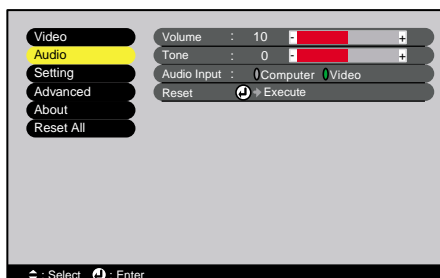 Video
Audio
Setting
Advanced
About
Reset All
Volume : 10 - +
Tone : 0 - +
Audio Input : Computer Video
Reset Execute
: Select : Enter